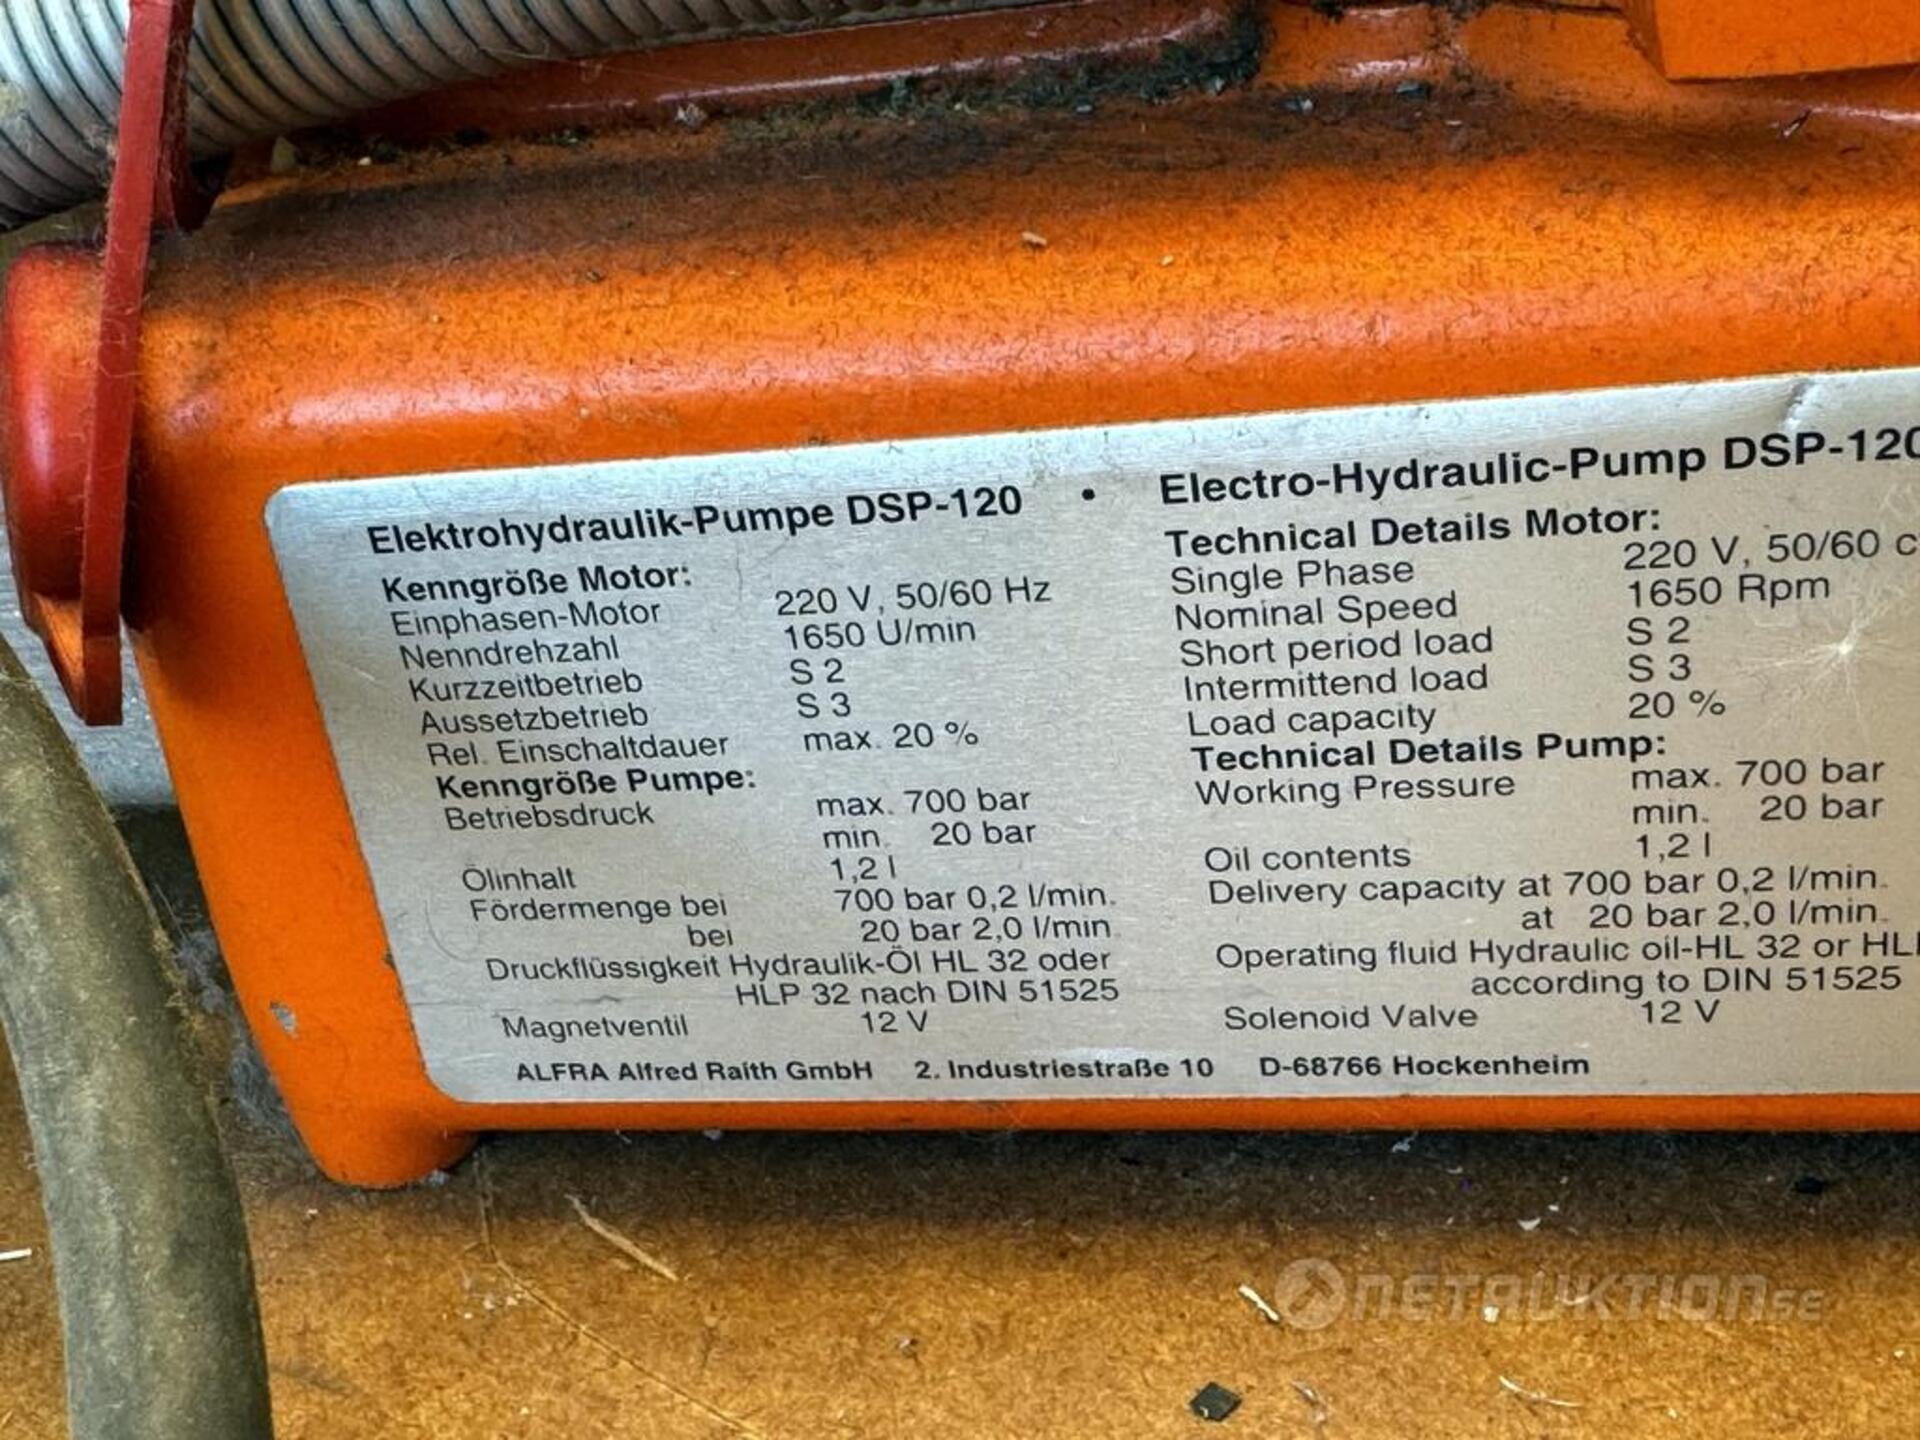 Elektrohydraulik-Pumpe DSP-120 • Electro-Hydraulic-Pump DSP-120
Kenngröße Motor:
Einphasen-Motor 220 V, 50/60 Hz
Nenndrehzahl 1650 U/min
Kurzzeitbetrieb S 2
Aussetzbetrieb S 3
Rel. Einschaltdauer max. 20 %
Kenngröße Pumpe:
Betriebsdruck max. 700 bar
min. 20 bar
Ölinhalt 1,2 l
Fördermenge bei 700 bar 0,2 l/min.
bei 20 bar 2,0 l/min
Druckflüssigkeit Hydraulik-Öl HL 32 oder
HLP 32 nach DIN 51525
Magnetventil 12 V
Technical Details Motor:
Single Phase 220 V, 50/60
Nominal Speed 1650 Rpm
Short period load S 2
Intermittend load S 3
Load capacity 20 %
Technical Details Pump:
Working Pressure max. 700 bar
min. 20 bar
Oil contents 1,2 l
Delivery capacity at 700 bar 0,2 l/min.
at 20 bar 2,0 l/min.
Operating fluid Hydraulic oil-HL 32 or
according to DIN 51525
Solenoid Valve 12 V
ALFRA Alfred Raith GmbH 2. Industriestraße 10 D-68766 Hockenheim
NETAUKTION.SE